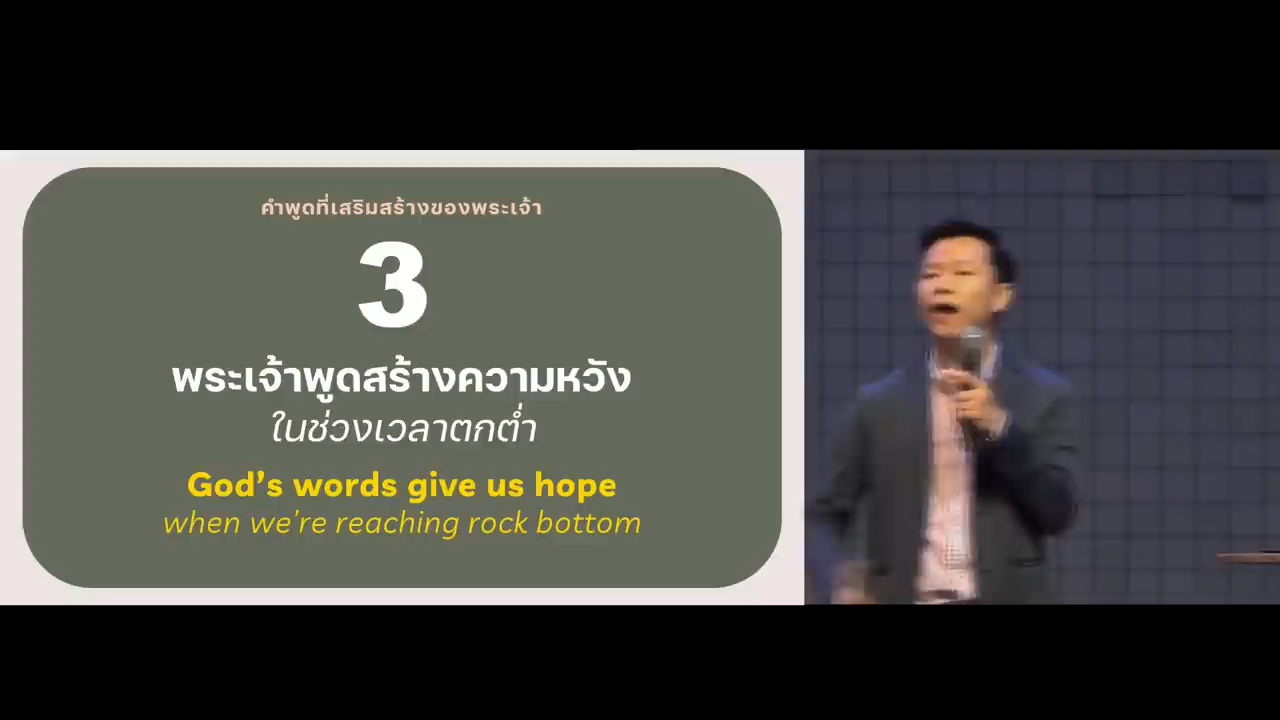 คำพูดที่เสริมสร้างของพระเจ้า
3
พระเจ้าพูดสร้างความหวัง
ในช่วงเวลาตกต่ำ
God's words give us hope
when we're reaching rock bottom